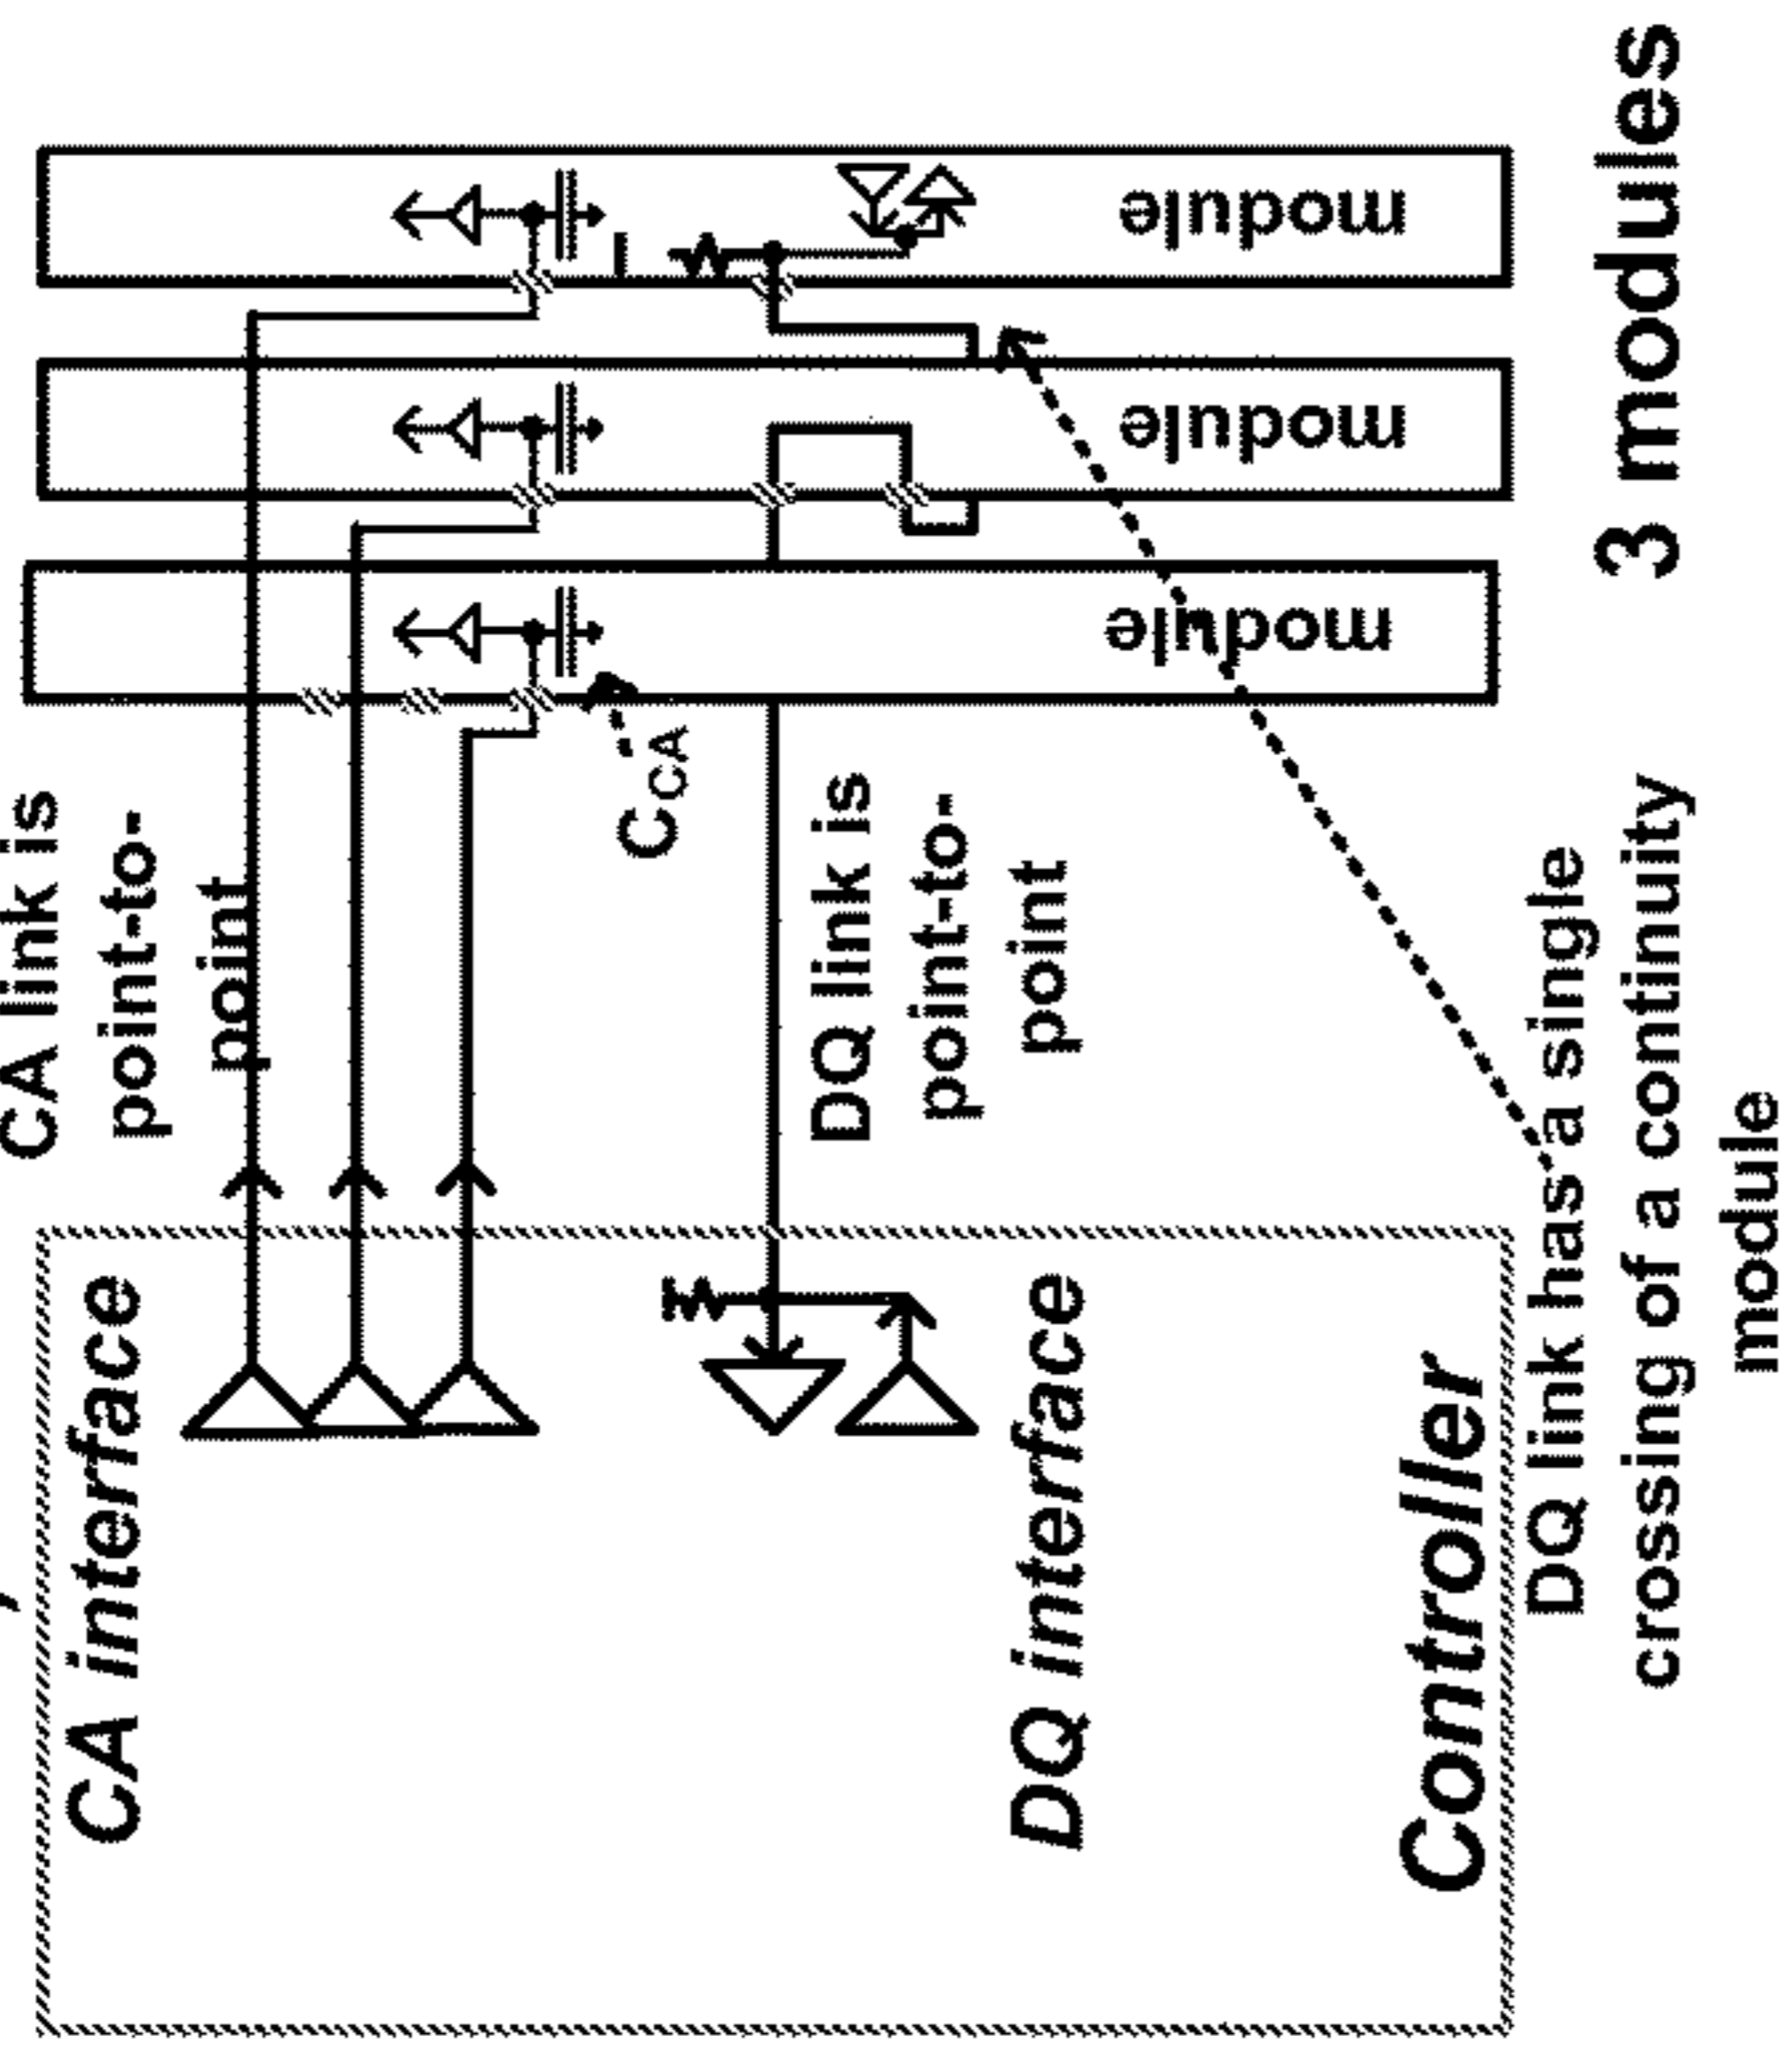 CA link is
point-to-
point
CA interface
C_CA
DQ link is
point-to-
point
DQ interface
Controller
module
module
module
3 modules
DQ link has a single
crossing of a continuity
module